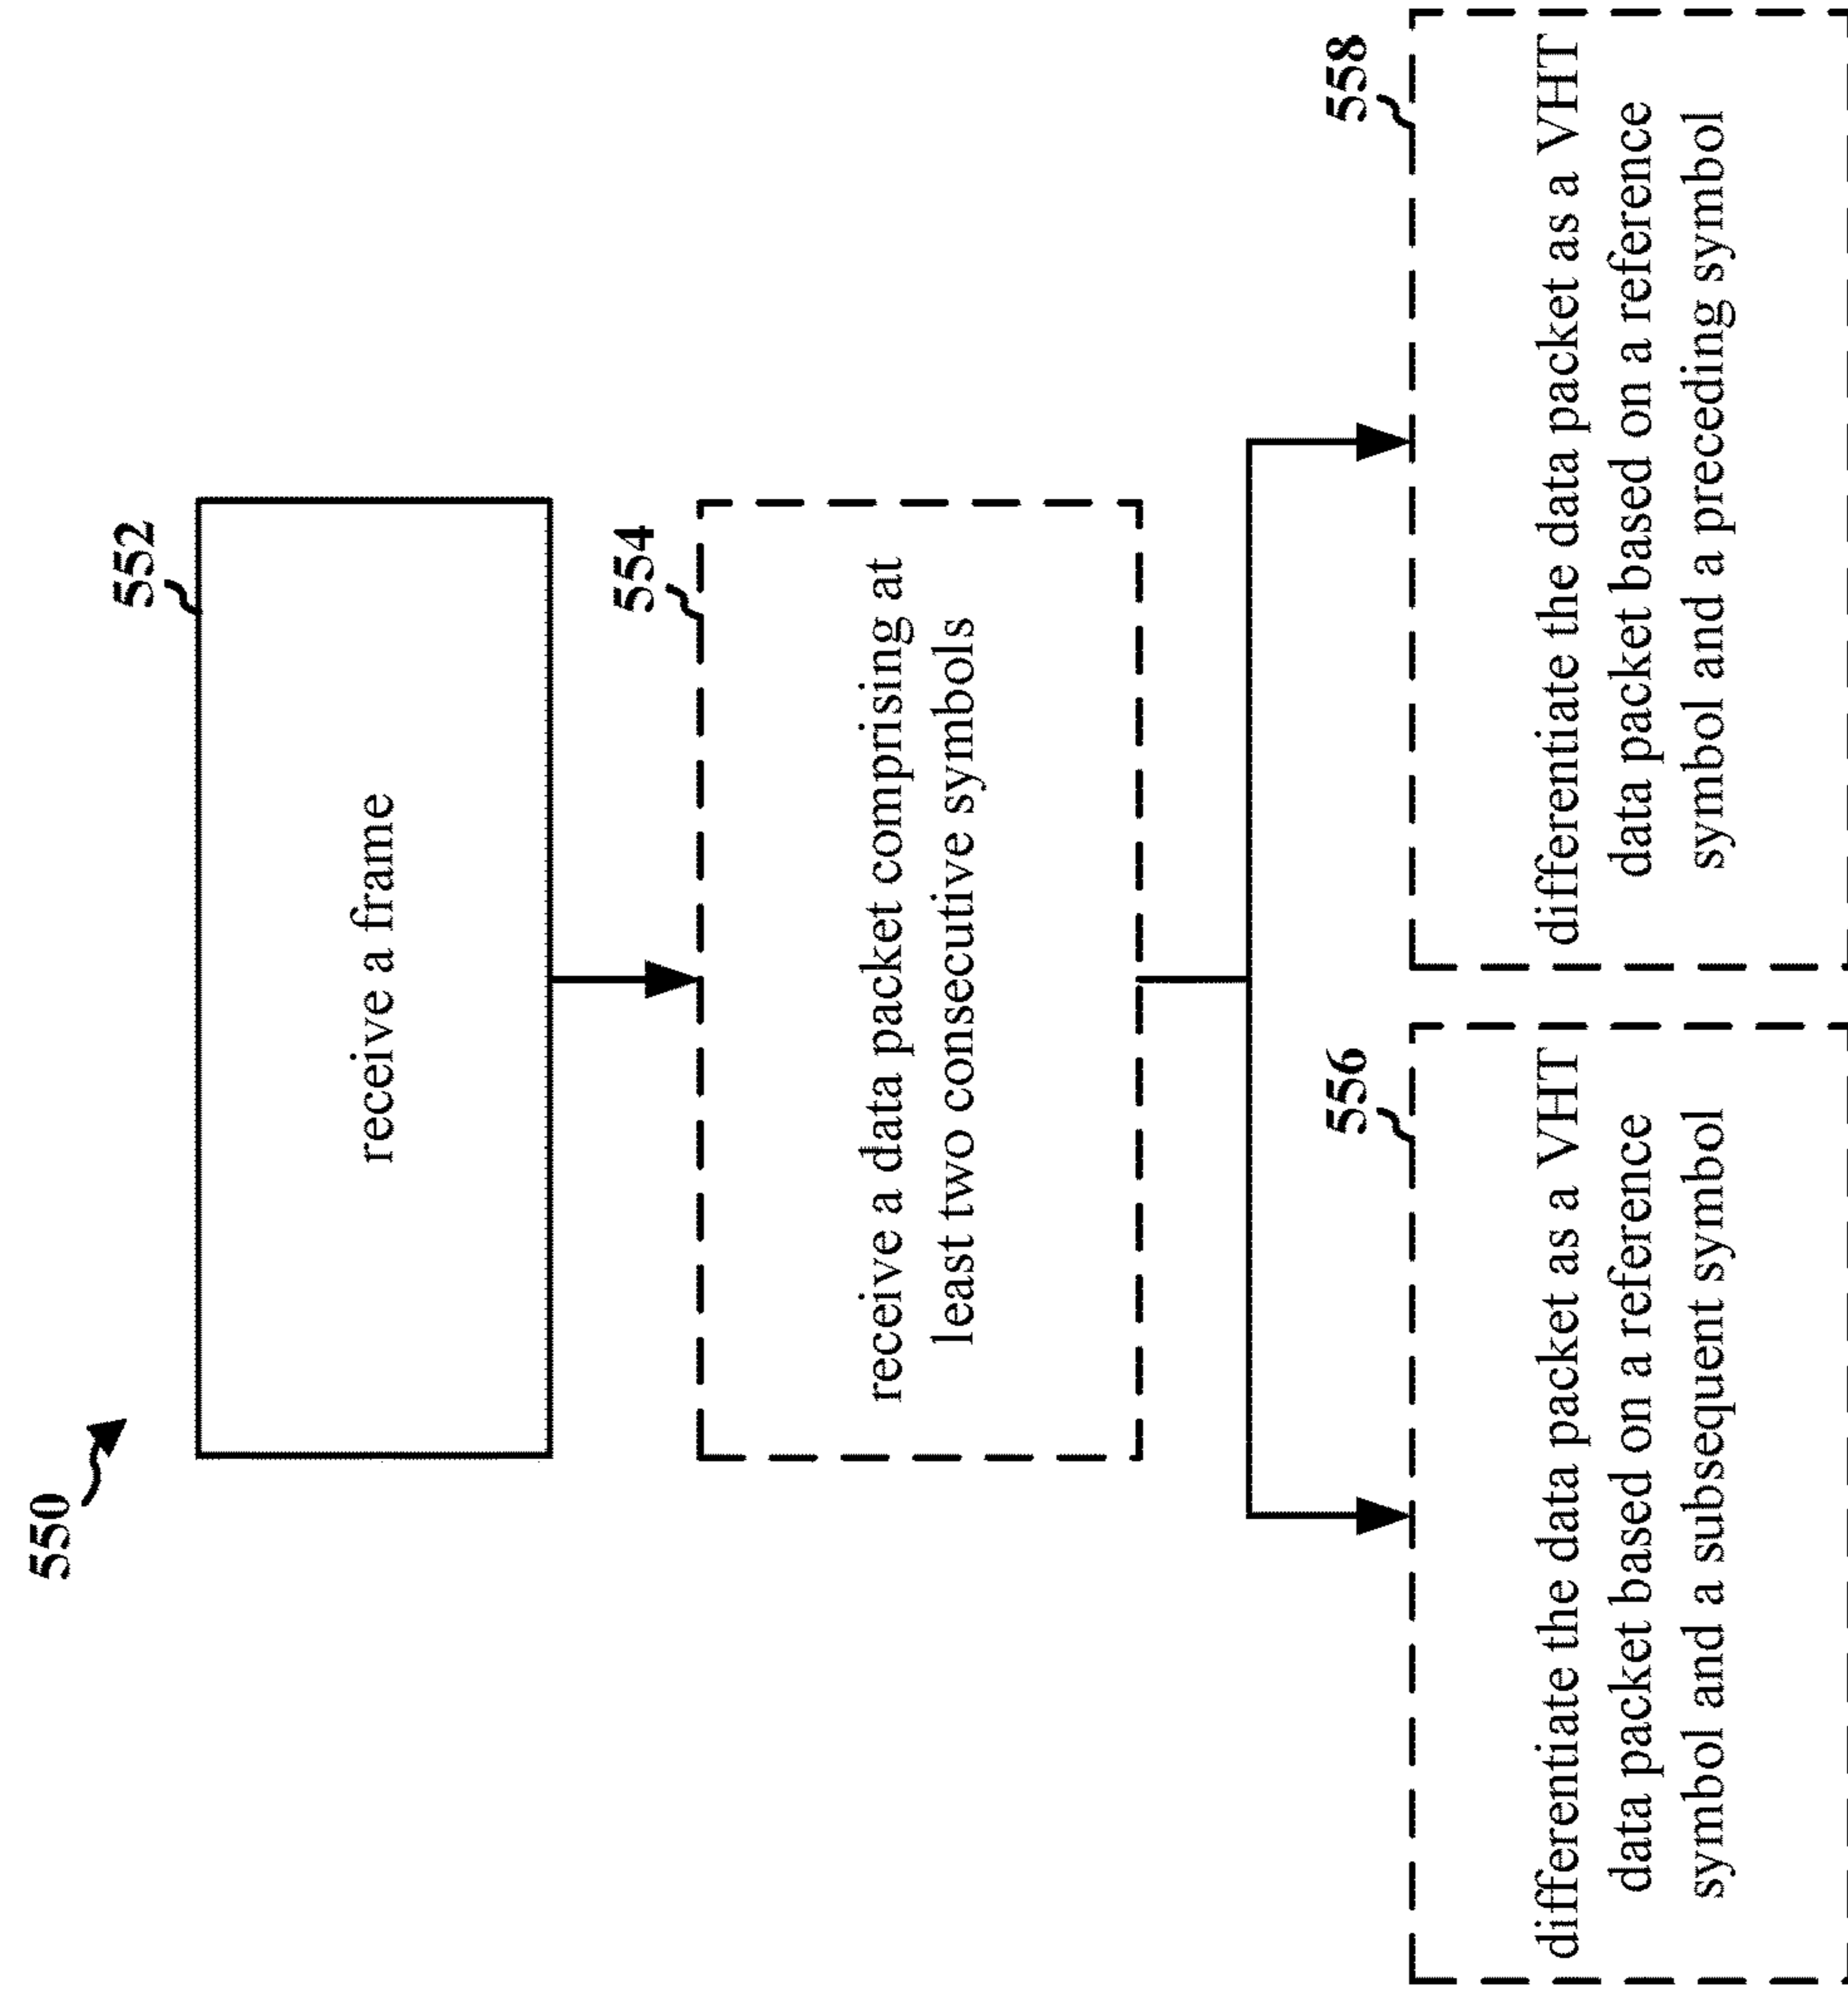 550
552
receive a frame
554
receive a data packet comprising at
least two consecutive symbols
556
differentiate the data packet as a VHT
data packet based on a reference
symbol and a subsequent symbol
558
differentiate the data packet as a VHT
data packet based on a reference
symbol and a preceding symbol